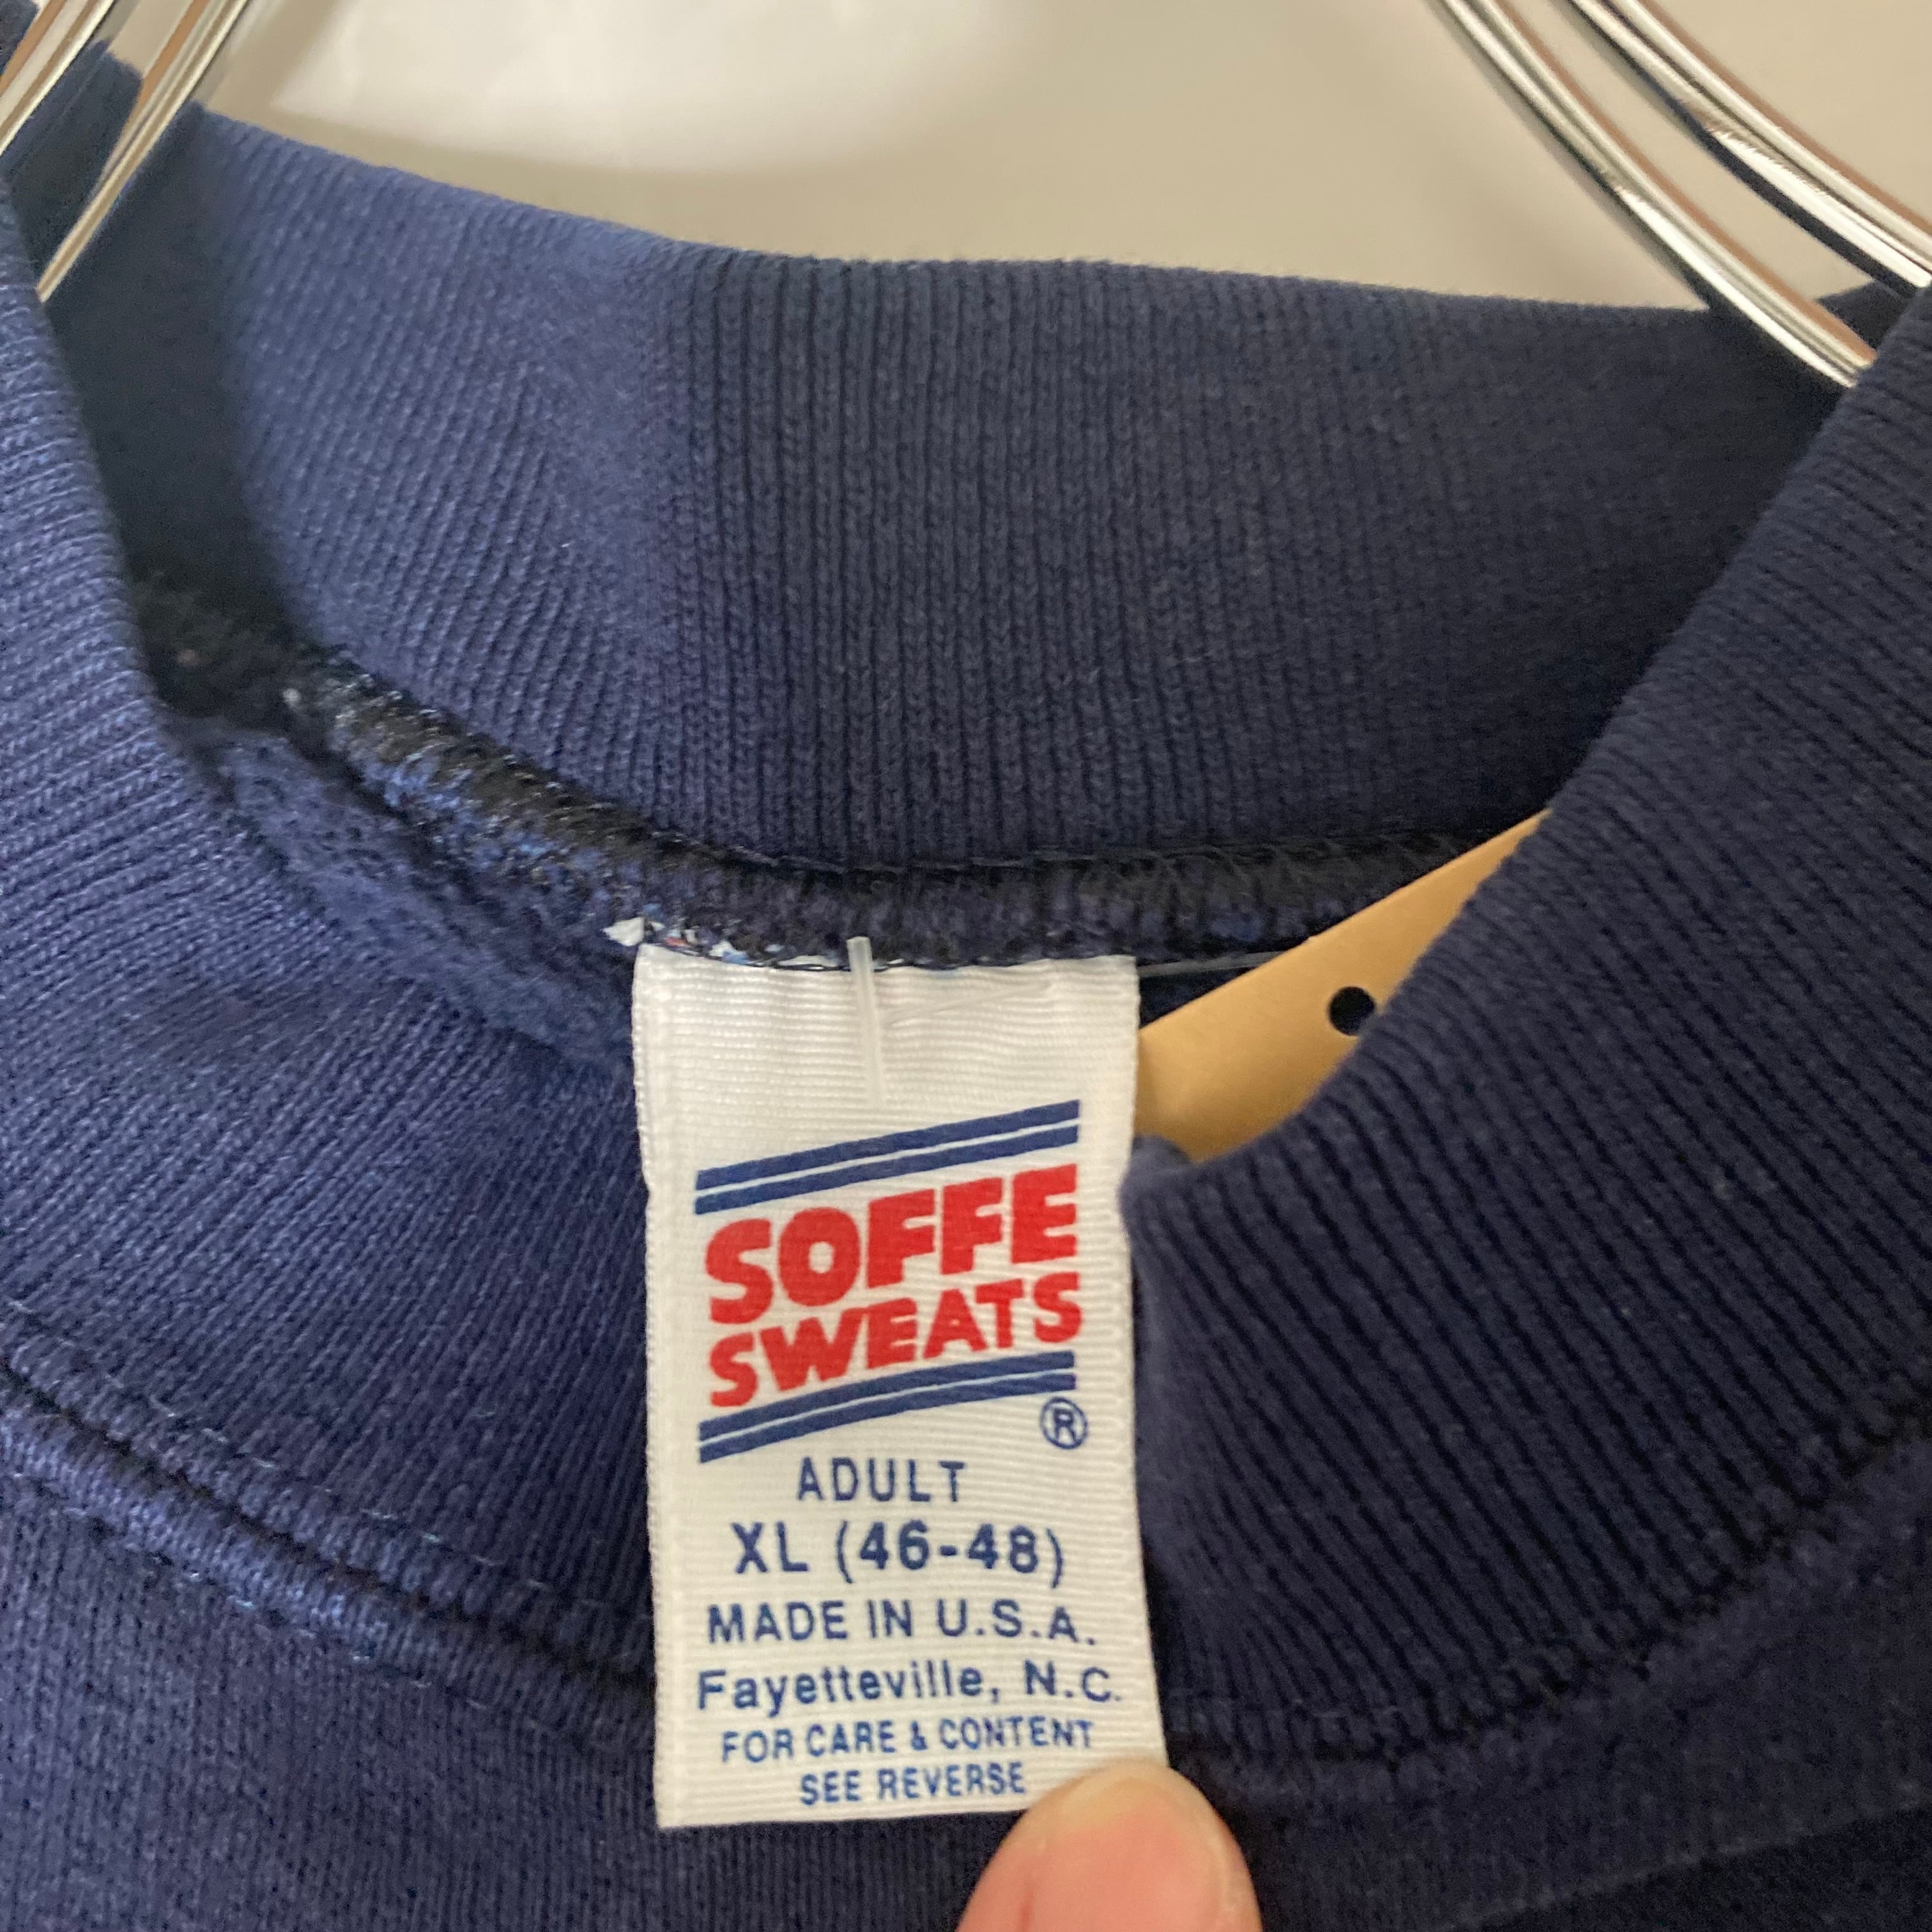 SOFFE
SWEATS
®
ADULT
XL (46-48)
MADE IN U.S.A.
Fayetteville, N.C.
FOR CARE & CONTENT
SEE REVERSE